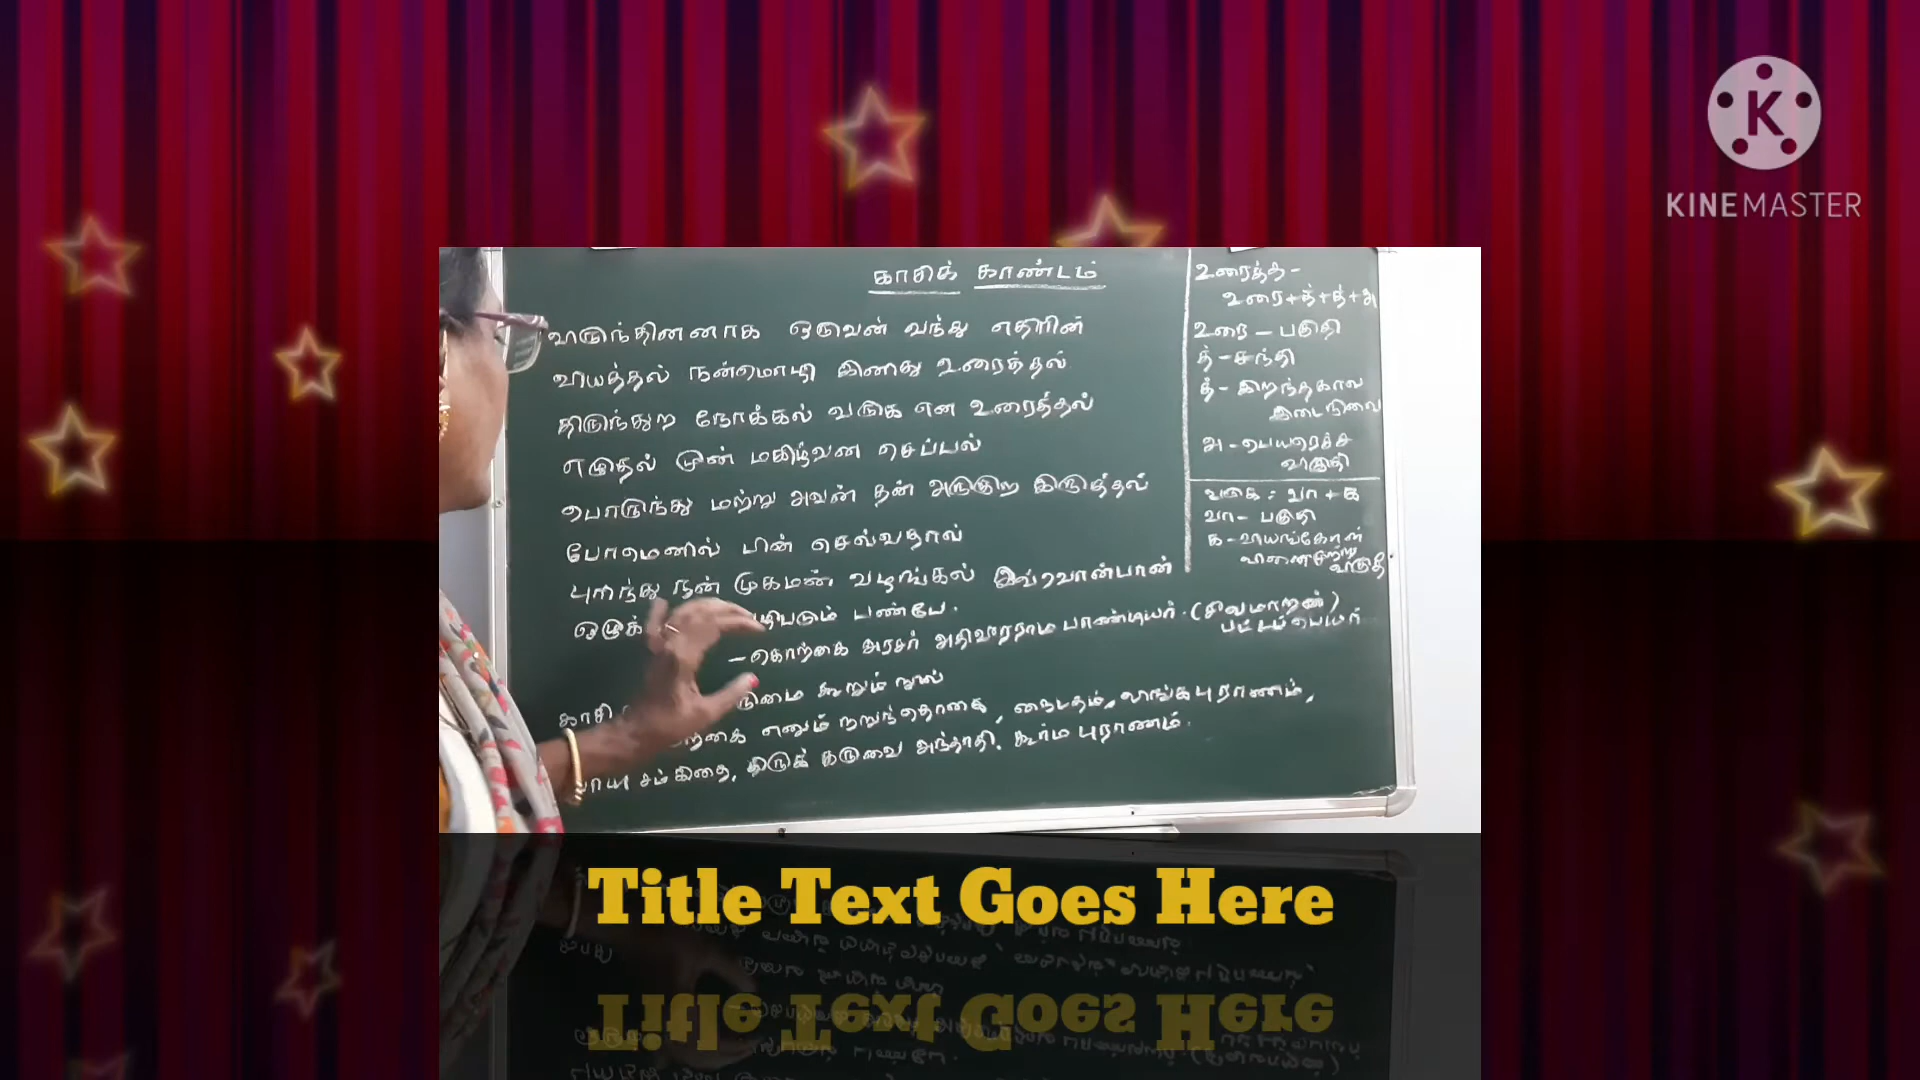 KINEMASTER
காசிக் காண்டம்
விருந்தினனாக ஒருவன் வந்து எதிரின்
வியத்தல் நன்மொழி இனிது உரைத்தல்
திருந்துற நோக்கல் வருக என உரைத்தல்
எழுதல் முன் மகிழ்வன செப்பல்
பொருந்து மற்று அவன் தன் அருகுற இருத்தல்
போமெனில் பின் செல்வதால்
புரிந்து நன் முகமன் வழங்கல் இவ்
பண்பே.
– கொற்கை அரசர் அதிவீரராம பாண்டியர். (சீவலமாறன்)
பட்டப்பெயர்
காசி கூறும் நூல்
எனும் நறுந்தொகை, நைடதம், லிங்கபுராணம்,
வாயு சம்கிதை, திருக் கருவை அந்தாதி. கூர்ம புராணம்.
உரைத்த –
உரை+த்+த்+அ
உரை – பகுதி
த் – சந்தி
த் – இறந்தகால
இடைநிலை
அ – பெயரெச்ச
விகுதி
வருக : வா + க
வா – பகுதி
க – வியங்கோள்
வினைமுற்று
விகுதி
Title Text Goes Here